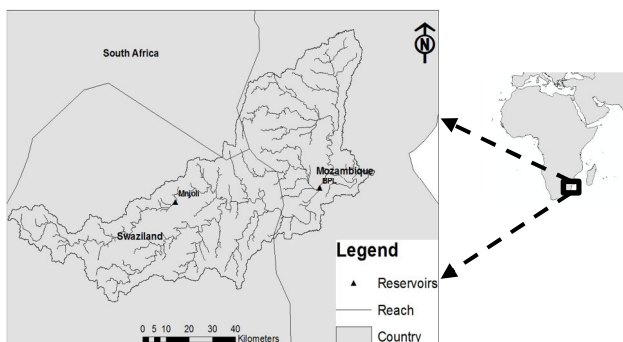 South Africa
N
Mozambique
BPL
Mnjoli
Swaziland
Legend
Reservoirs
Reach
Country
0 5 10 20 30 40
Kilometers